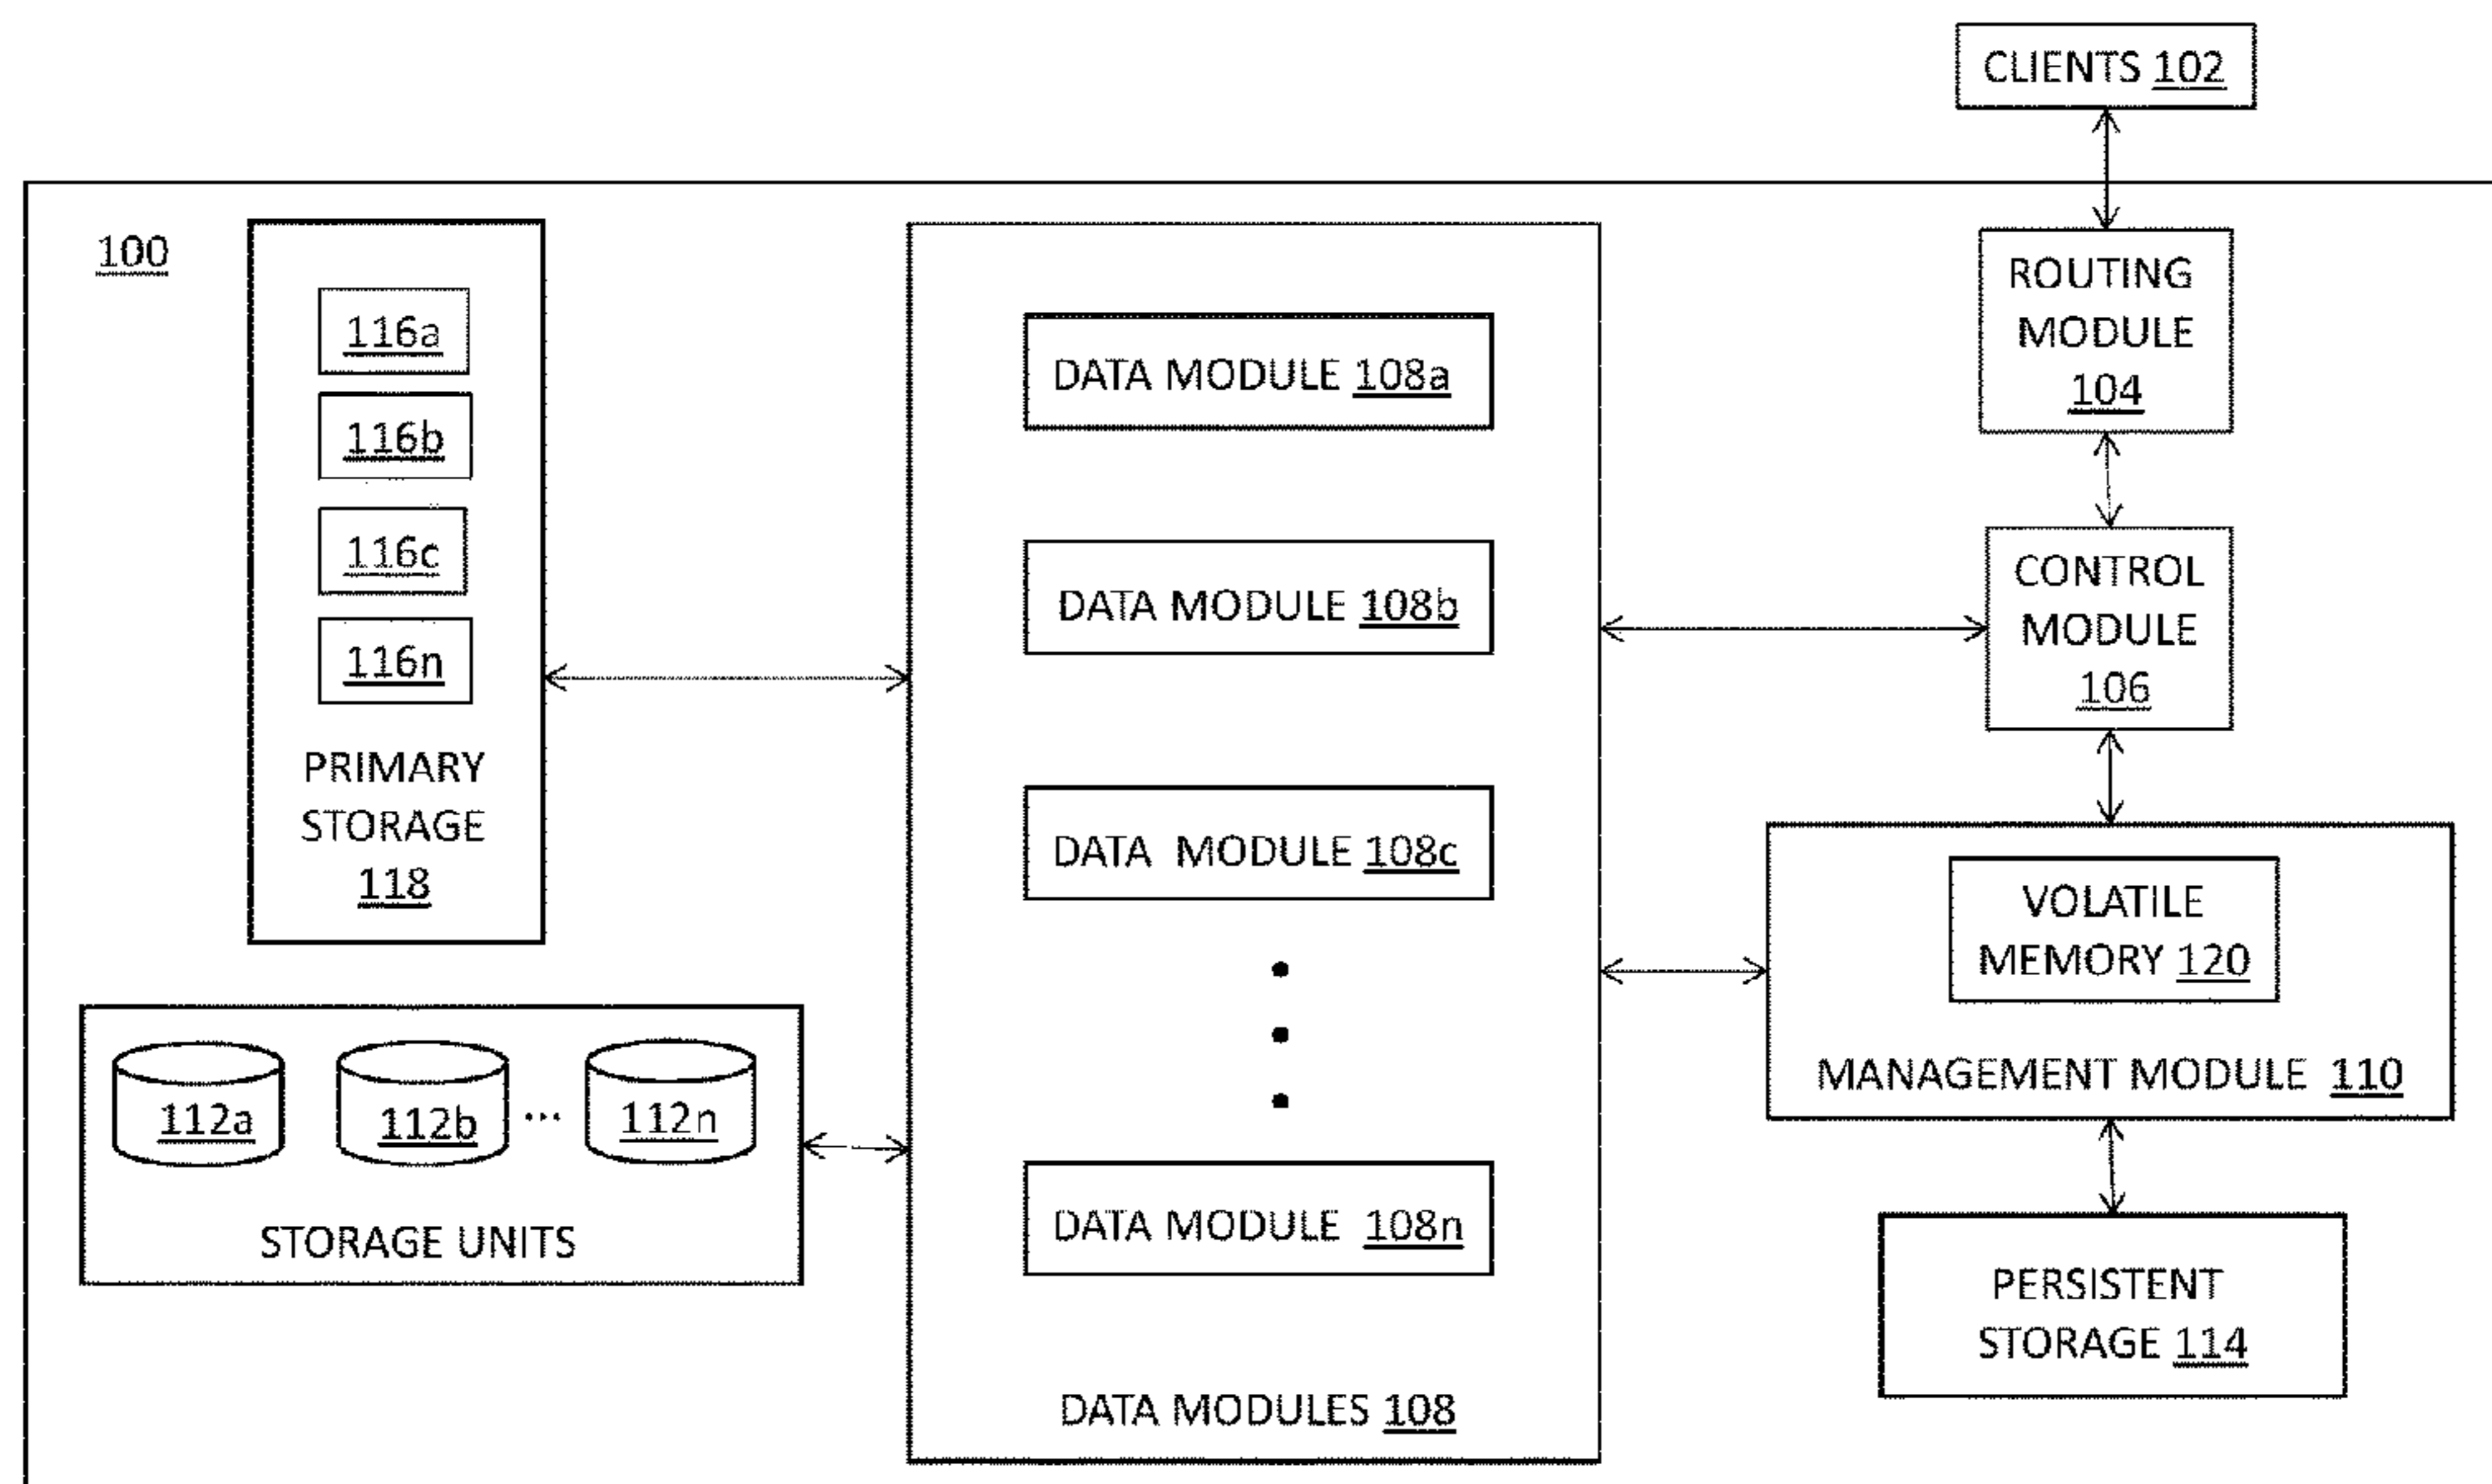 CLIENTS 102
100
116a
116b
116c
116n
PRIMARY
STORAGE
118
112a
112b
...
112n
STORAGE UNITS
DATA MODULE 108a
DATA MODULE 108b
DATA MODULE 108c
DATA MODULE 108n
DATA MODULES 108
ROUTING
MODULE
104
CONTROL
MODULE
106
VOLATILE
MEMORY 120
MANAGEMENT MODULE 110
PERSISTENT
STORAGE 114